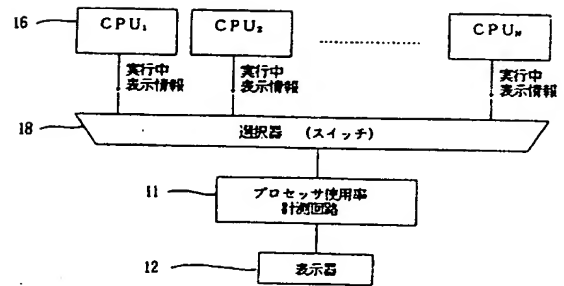 16
CPU₁
CPU₂
CPU_N
実行中
表示情報
実行中
表示情報
実行中
表示情報
18
選択器 (スイッチ)
11
プロセッサ使用率
計測回路
12
表示器